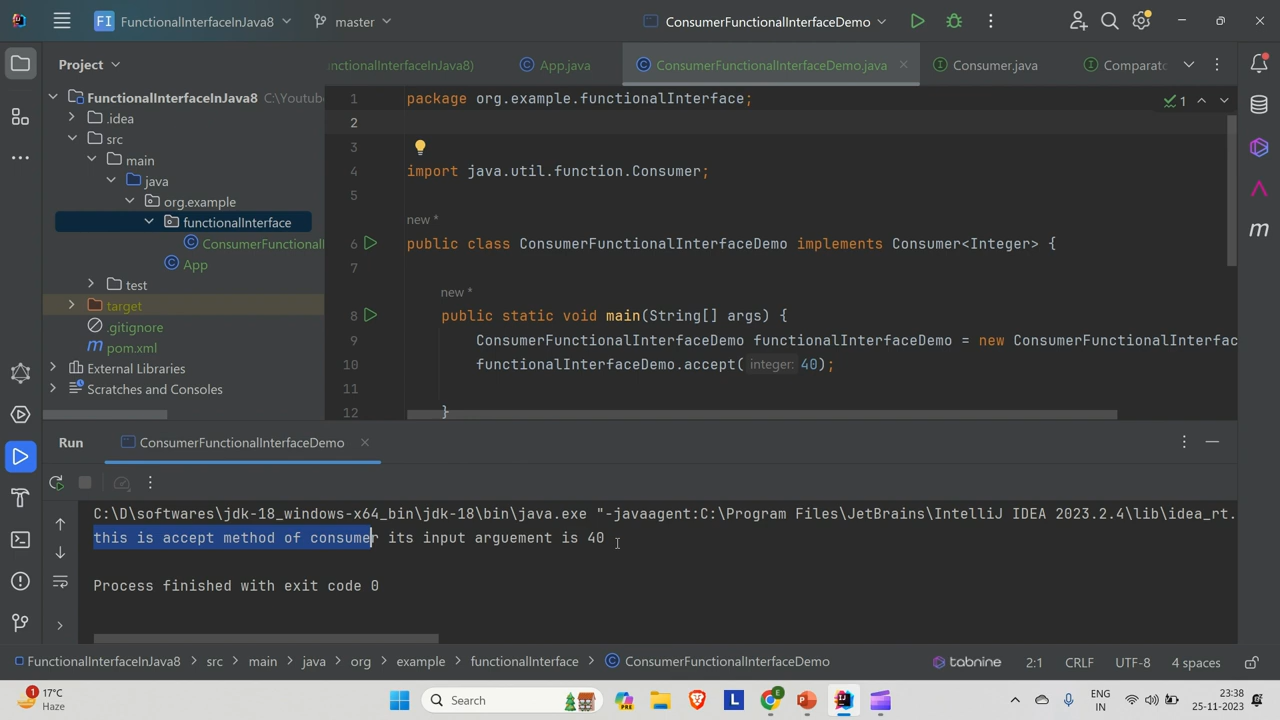 FI FunctionalInterfaceInJava8 master ConsumerFunctionalInterfaceDemo
Project
nctionalInterfaceInJava8) App.java ConsumerFunctionalInterfaceDemo.java Consumer.java Comparato
FunctionalInterfaceInJava8 C:\Youtub
.idea
src
main
java
org.example
functionalInterface
ConsumerFunctional
App
test
target
.gitignore
pom.xml
External Libraries
Scratches and Consoles
1 package org.example.functionalInterface; 1
2
3
4 import java.util.function.Consumer;
5
new *
6 public class ConsumerFunctionalInterfaceDemo implements Consumer<Integer> {
7
new *
8 public static void main(String[] args) {
9 ConsumerFunctionalInterfaceDemo functionalInterfaceDemo = new ConsumerFunctionalInterfac
10 functionalInterfaceDemo.accept( integer: 40);
11
12 }
m
Run ConsumerFunctionalInterfaceDemo
C:\D\softwares\jdk-18_windows-x64_bin\jdk-18\bin\java.exe "-javaagent:C:\Program Files\JetBrains\IntelliJ IDEA 2023.2.4\lib\idea_rt.
this is accept method of consumer its input arguement is 40
Process finished with exit code 0
FunctionalInterfaceInJava8 > src > main > java > org > example > functionalInterface > ConsumerFunctionalInterfaceDemo tabnine 2:1 CRLF UTF-8 4 spaces
1 17°C
Haze
Search
PRE
L
E
ENG
IN
23:38
25-11-2023